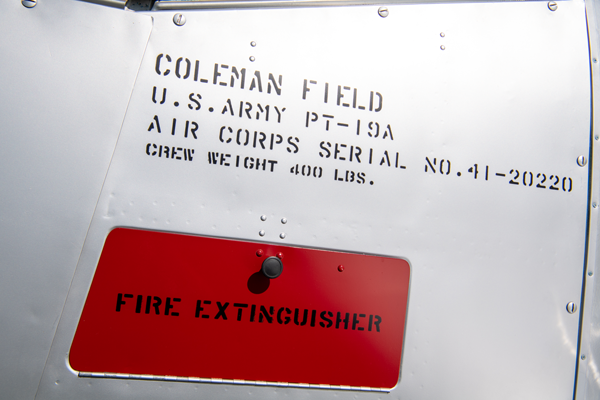 COLEMAN FIELD
U.S.ARMY PT-19A
AIR CORPS SERIAL NO.41-20220
CREW WEIGHT 400 LBS.
FIRE EXTINGUISHER